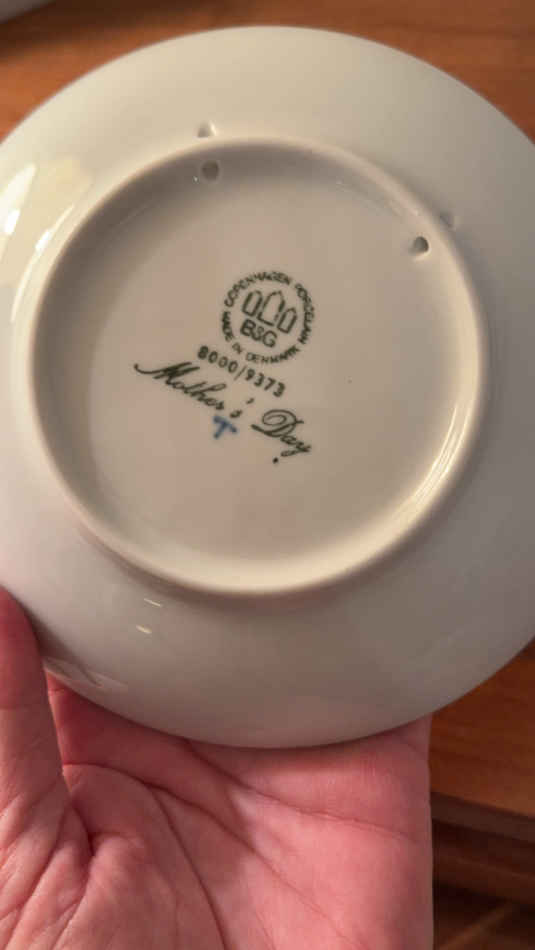 COPENHAGEN PORCELAIN
B&G
MADE IN DENMARK
8000/9373
Mother's Day
T